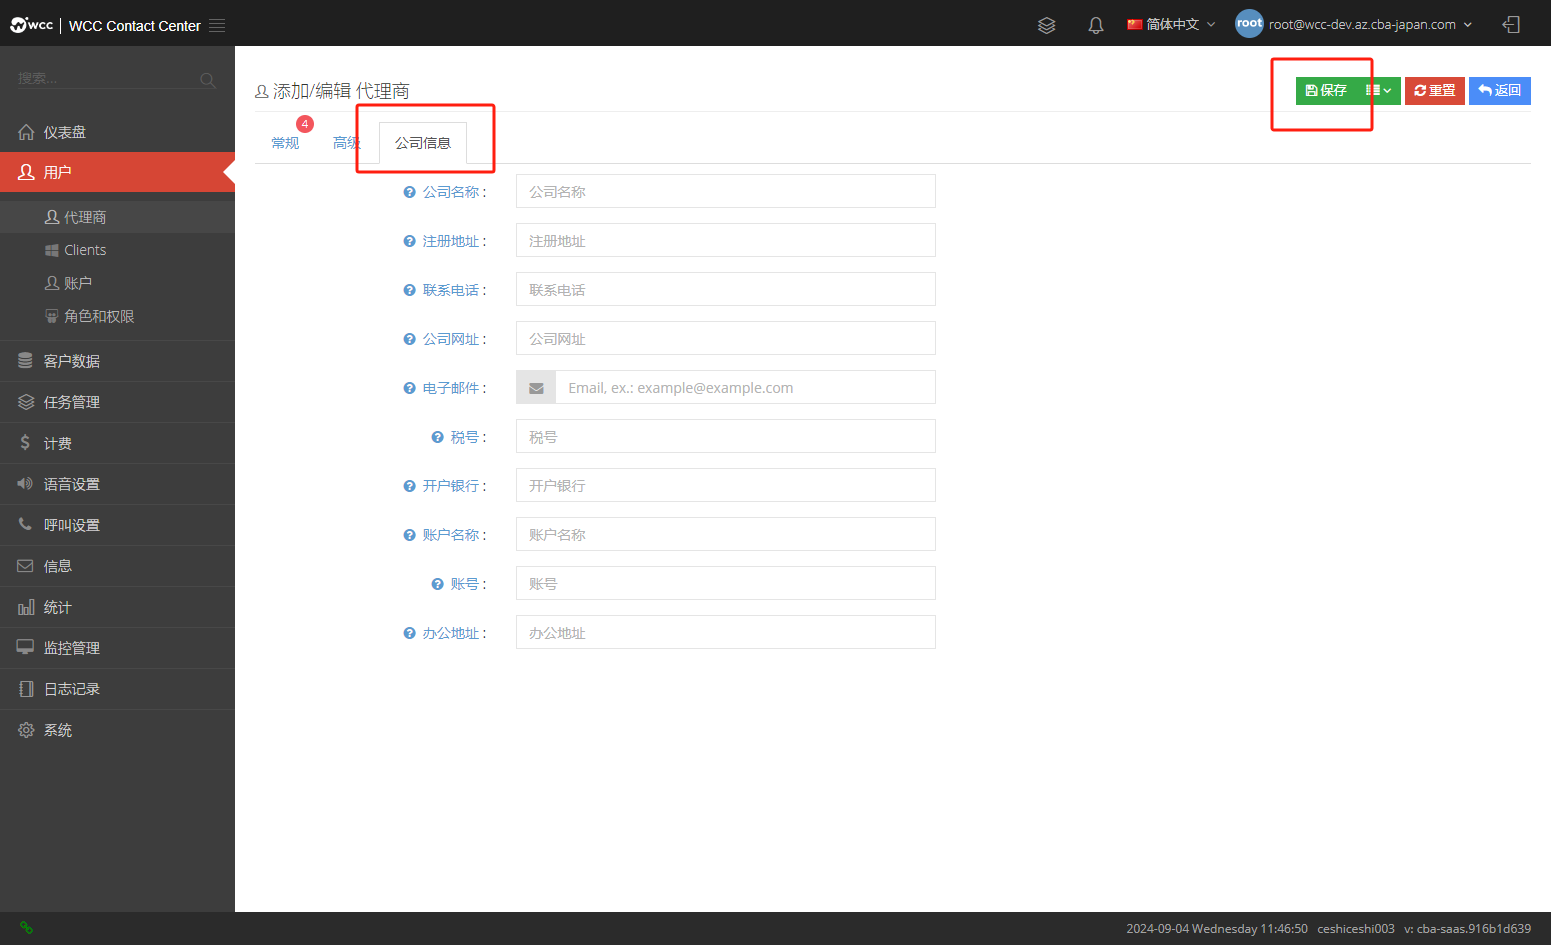 wcc | WCC Contact Center
简体中文
root
root@wcc-dev.az.cba-japan.com
搜索...
仪表盘
用户
代理商
Clients
账户
角色和权限
客户数据
任务管理
计费
语音设置
呼叫设置
信息
统计
监控管理
日志记录
系统
添加/编辑 代理商
保存
重置
返回
常规
4
高级
公司信息
公司名称 : 公司名称
注册地址 : 注册地址
联系电话 : 联系电话
公司网址 : 公司网址
电子邮件 : Email, ex.: example@example.com
税号 : 税号
开户银行 : 开户银行
账户名称 : 账户名称
账号 : 账号
办公地址 : 办公地址
2024-09-04 Wednesday 11:46:50 ceshiceshi003 v: cba-saas.916b1d639